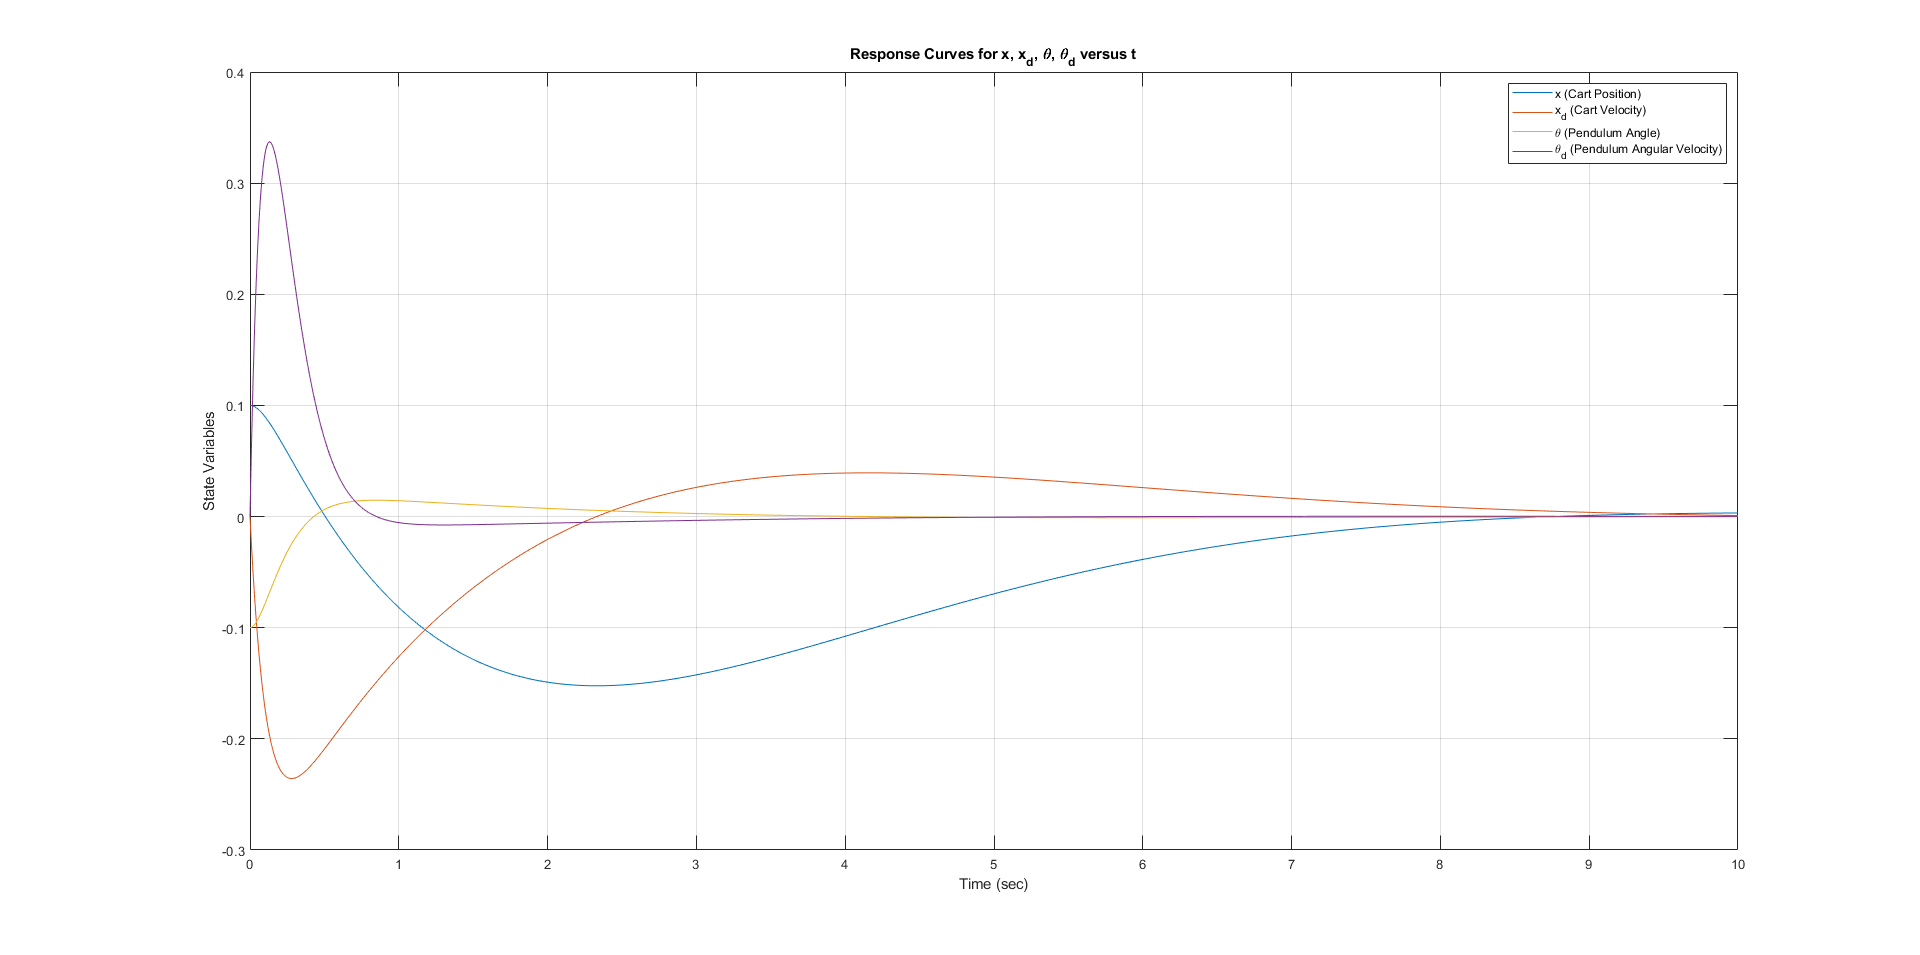 Response Curves for x, x_d, θ, θ_d versus t
0.4
0.3
0.2
0.1
0
-0.1
-0.2
-0.3
State Variables
x (Cart Position)
x_d (Cart Velocity)
θ (Pendulum Angle)
θ_d (Pendulum Angular Velocity)
0 1 2 3 4 5 6 7 8 9 10
Time (sec)